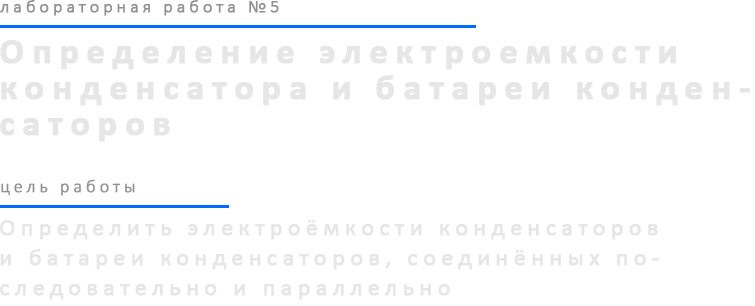 лабораторная работа №5
Определение электроемкости
конденсатора и батареи конден-
саторов
цель работы
Определить электроёмкости конденсаторов
и батареи конденсаторов, соединённых по-
следовательно и параллельно